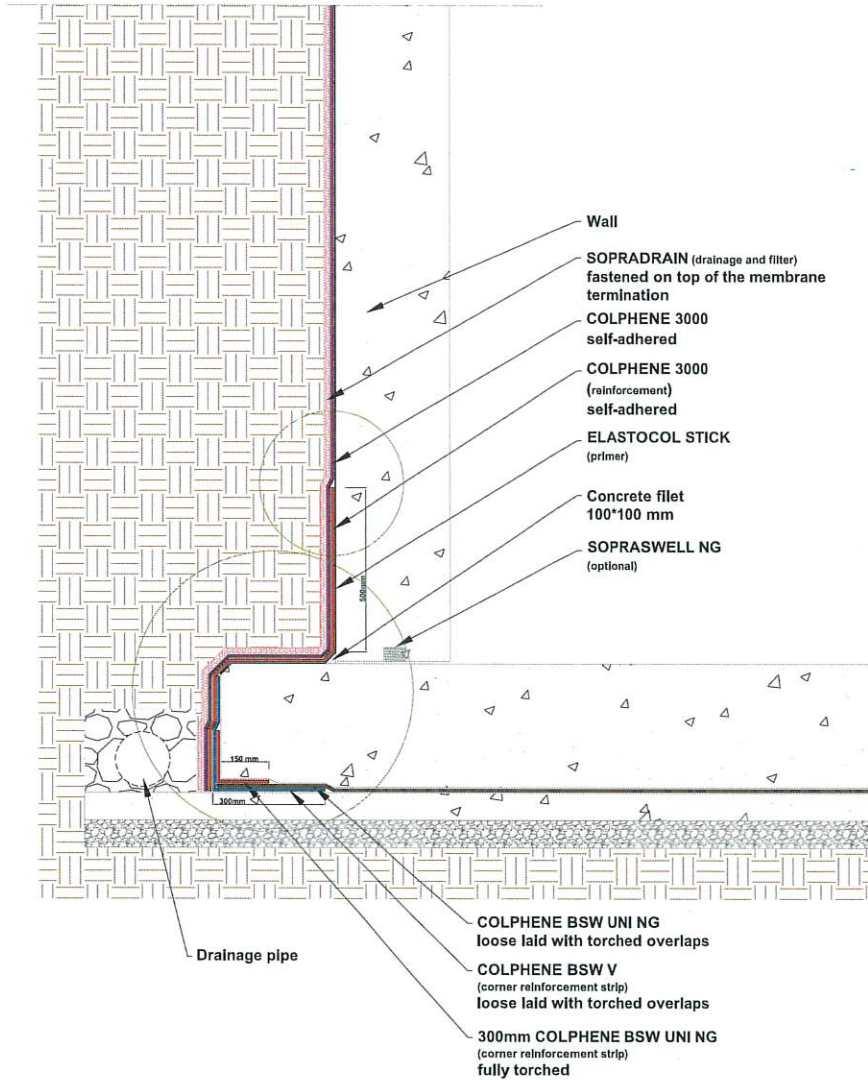 Wall
SOPRADRAIN (drainage and filter)
fastened on top of the membrane
termination
COLPHENE 3000
self-adhered
COLPHENE 3000
(reinforcement)
self-adhered
ELASTOCOL STICK
(primer)
Concrete filet
100*100 mm
SOPRASWELL NG
(optional)
500mm
150 mm
300mm
Drainage pipe
COLPHENE BSW UNI NG
loose laid with torched overlaps
COLPHENE BSW V
(corner reinforcement strip)
loose laid with torched overlaps
300mm COLPHENE BSW UNI NG
(corner reinforcement strip)
fully torched